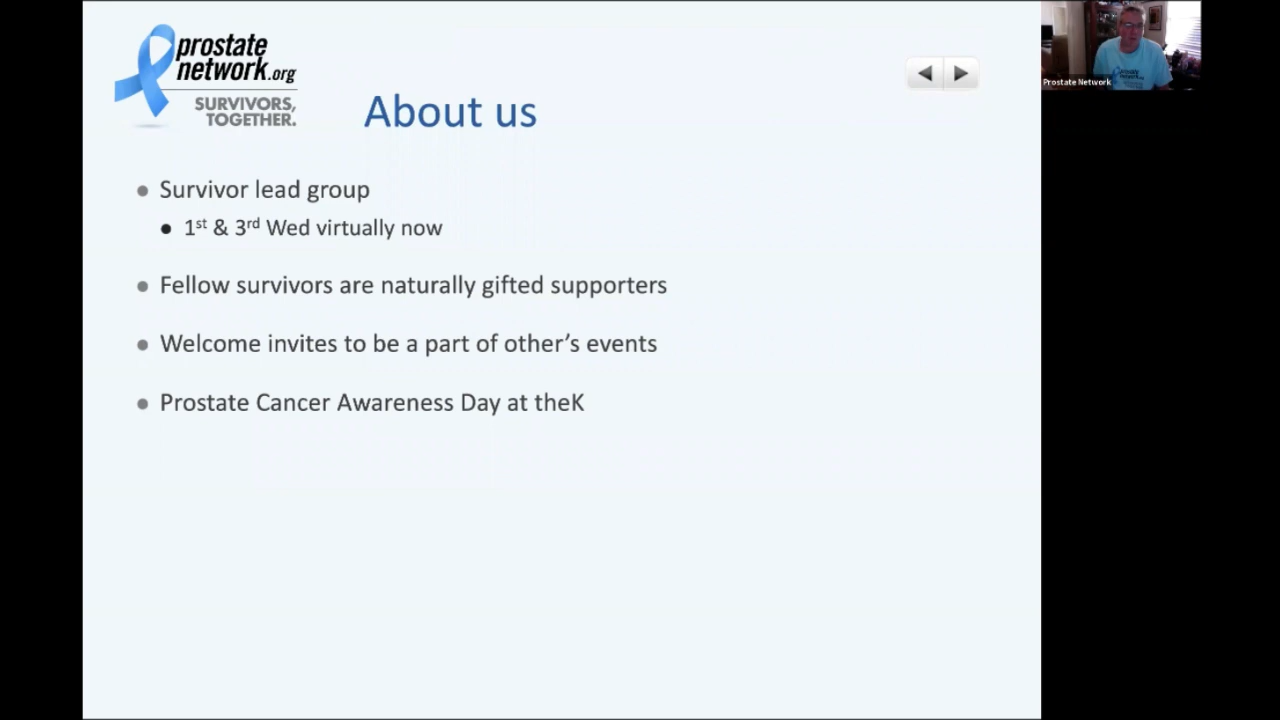 prostate
network.org
SURVIVORS,
TOGETHER.
About us
Survivor lead group
1st & 3rd Wed virtually now
Fellow survivors are naturally gifted supporters
Welcome invites to be a part of other’s events
Prostate Cancer Awareness Day at theK
Prostate Network